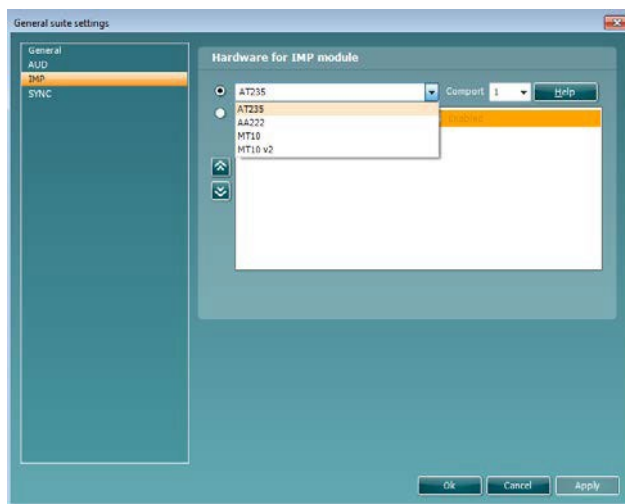 General suite settings
General
AUD
IMP
SYNC
Hardware for IMP module
AT235
Comport 1
Help
AT235
AA222
MT10
MT10 v2
Enabled
Ok
Cancel
Apply